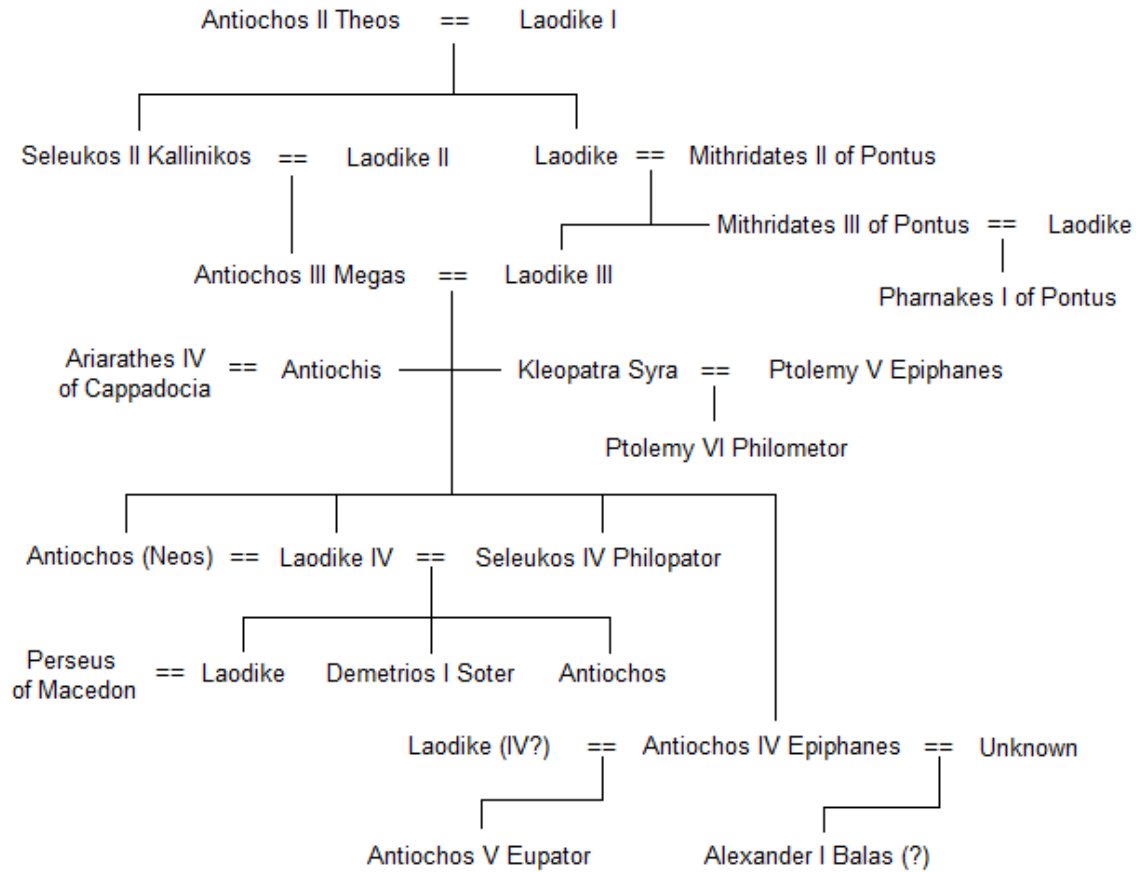 Antiochos II Theos == Laodike I
Seleukos II Kallinikos == Laodike II Laodike == Mithridates II of Pontus
Mithridates III of Pontus == Laodike
Antiochos III Megas == Laodike III
Pharnakes I of Pontus
Ariarathes IV
of Cappadocia
== Antiochis Kleopatra Syra == Ptolemy V Epiphanes
Ptolemy VI Philometor
Antiochos (Neos) == Laodike IV == Seleukos IV Philopator
Perseus
of Macedon
== Laodike Demetrios I Soter Antiochos
Laodike (IV?) == Antiochos IV Epiphanes == Unknown
Antiochos V Eupator Alexander I Balas (?)